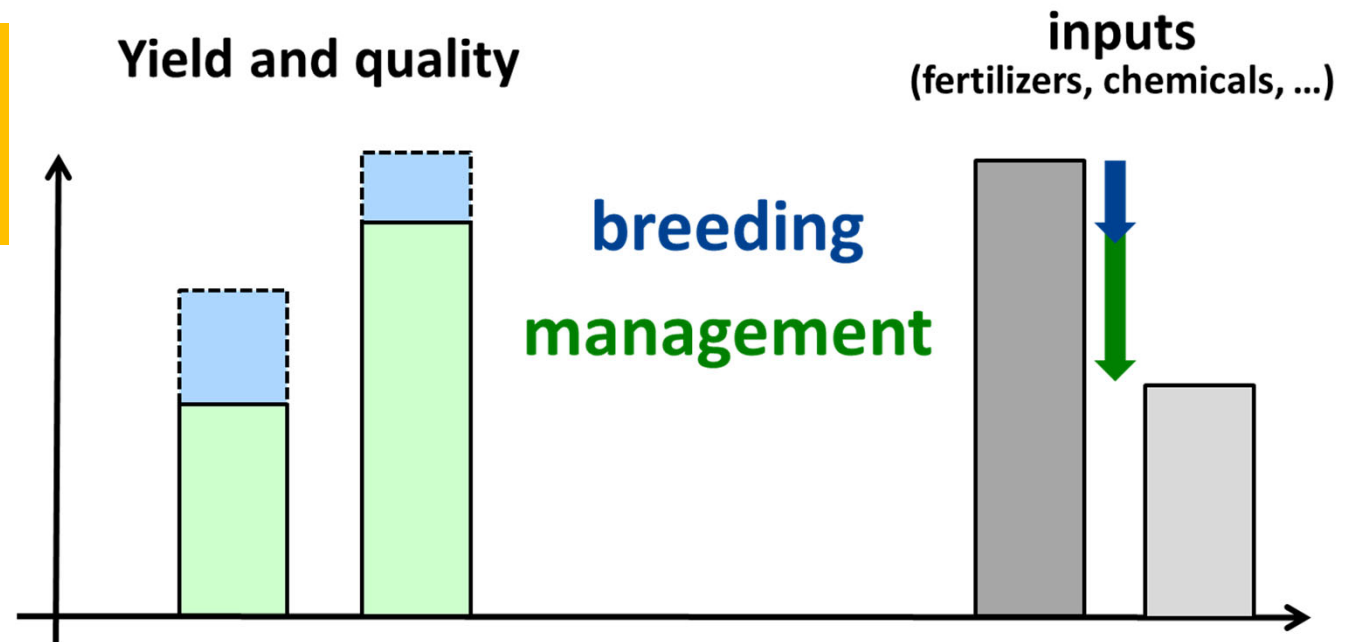 Yield and quality
inputs
(fertilizers, chemicals, ...)
breeding
management